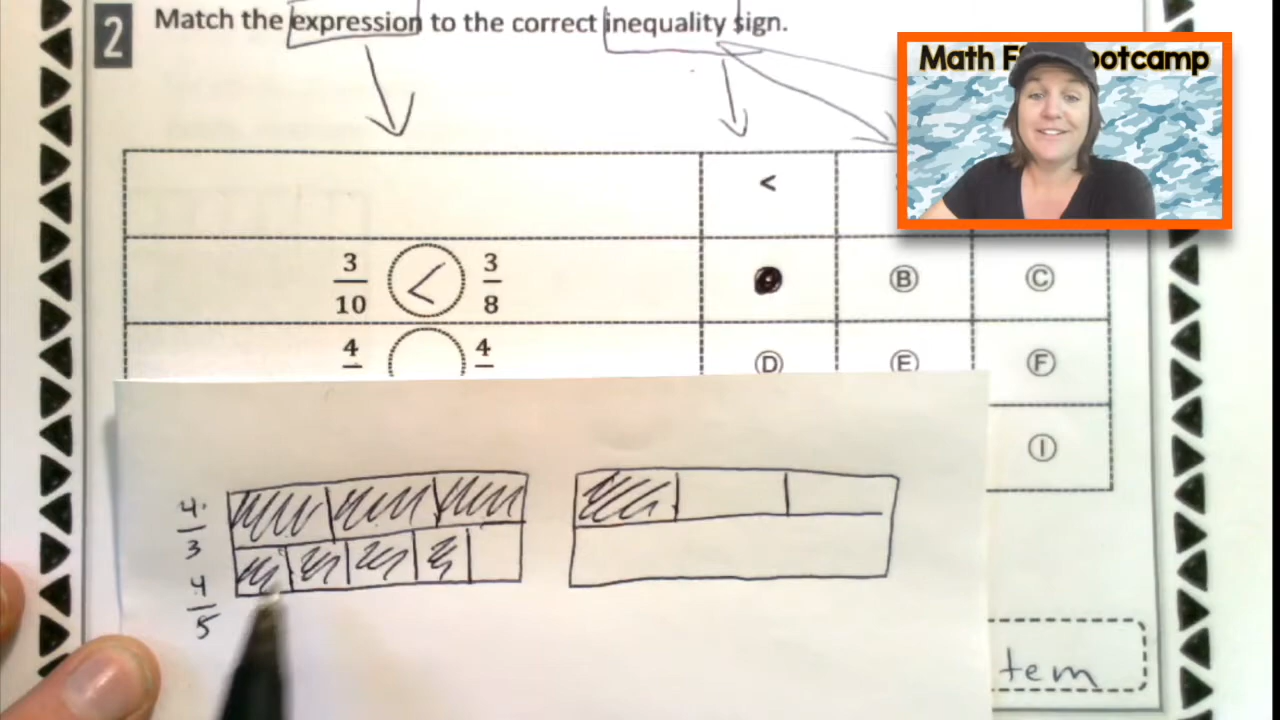 2 Match the expression to the correct inequality sign.
Math F ootcamp
<
3/10 < 3/8 B C
4 4 D E F
I
4/3
4/5
tem